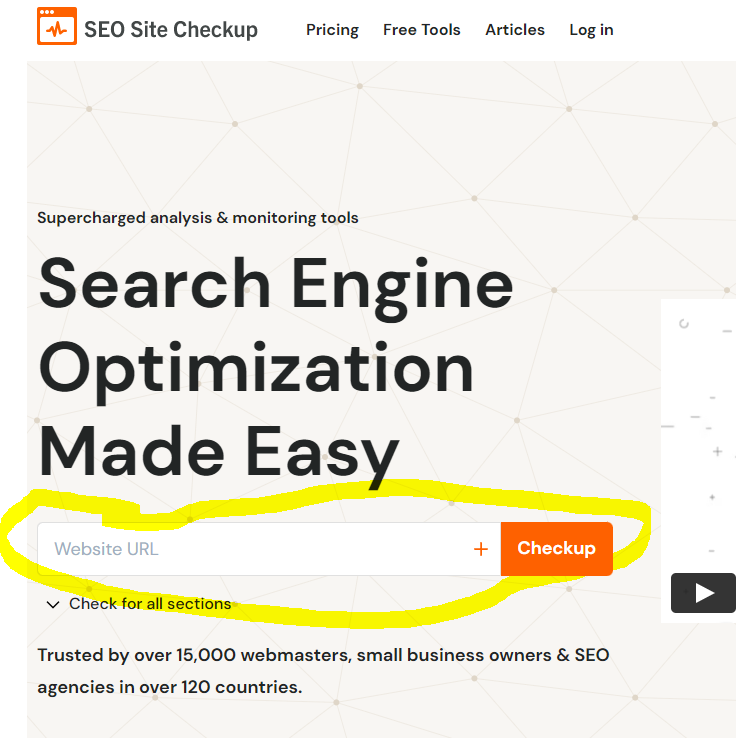 SEO Site Checkup
Pricing
Free Tools
Articles
Log in
Supercharged analysis & monitoring tools
Search Engine
Optimization
Made Easy
Website URL
+
Checkup
Check for all sections
Trusted by over 15,000 webmasters, small business owners & SEO
agencies in over 120 countries.